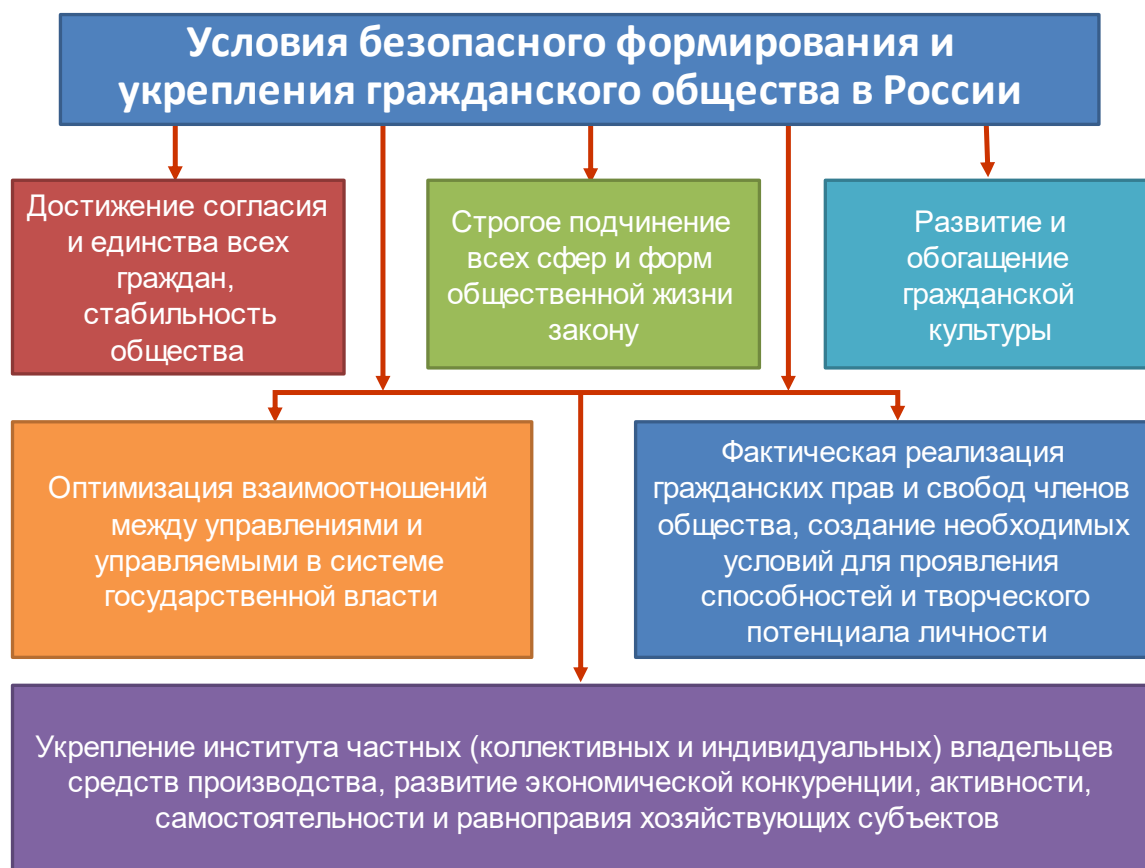 Условия безопасного формирования и
укрепления гражданского общества в России
Достижение согласия
и единства всех
граждан,
стабильность
общества
Строгое подчинение
всех сфер и форм
общественной жизни
закону
Развитие и
обогащение
гражданской
культуры
Оптимизация взаимоотношений
между управлениями и
управляемыми в системе
государственной власти
Фактическая реализация
гражданских прав и свобод членов
общества, создание необходимых
условий для проявления
способностей и творческого
потенциала личности
Укрепление института частных (коллективных и индивидуальных) владельцев
средств производства, развитие экономической конкуренции, активности,
самостоятельности и равноправия хозяйствующих субъектов